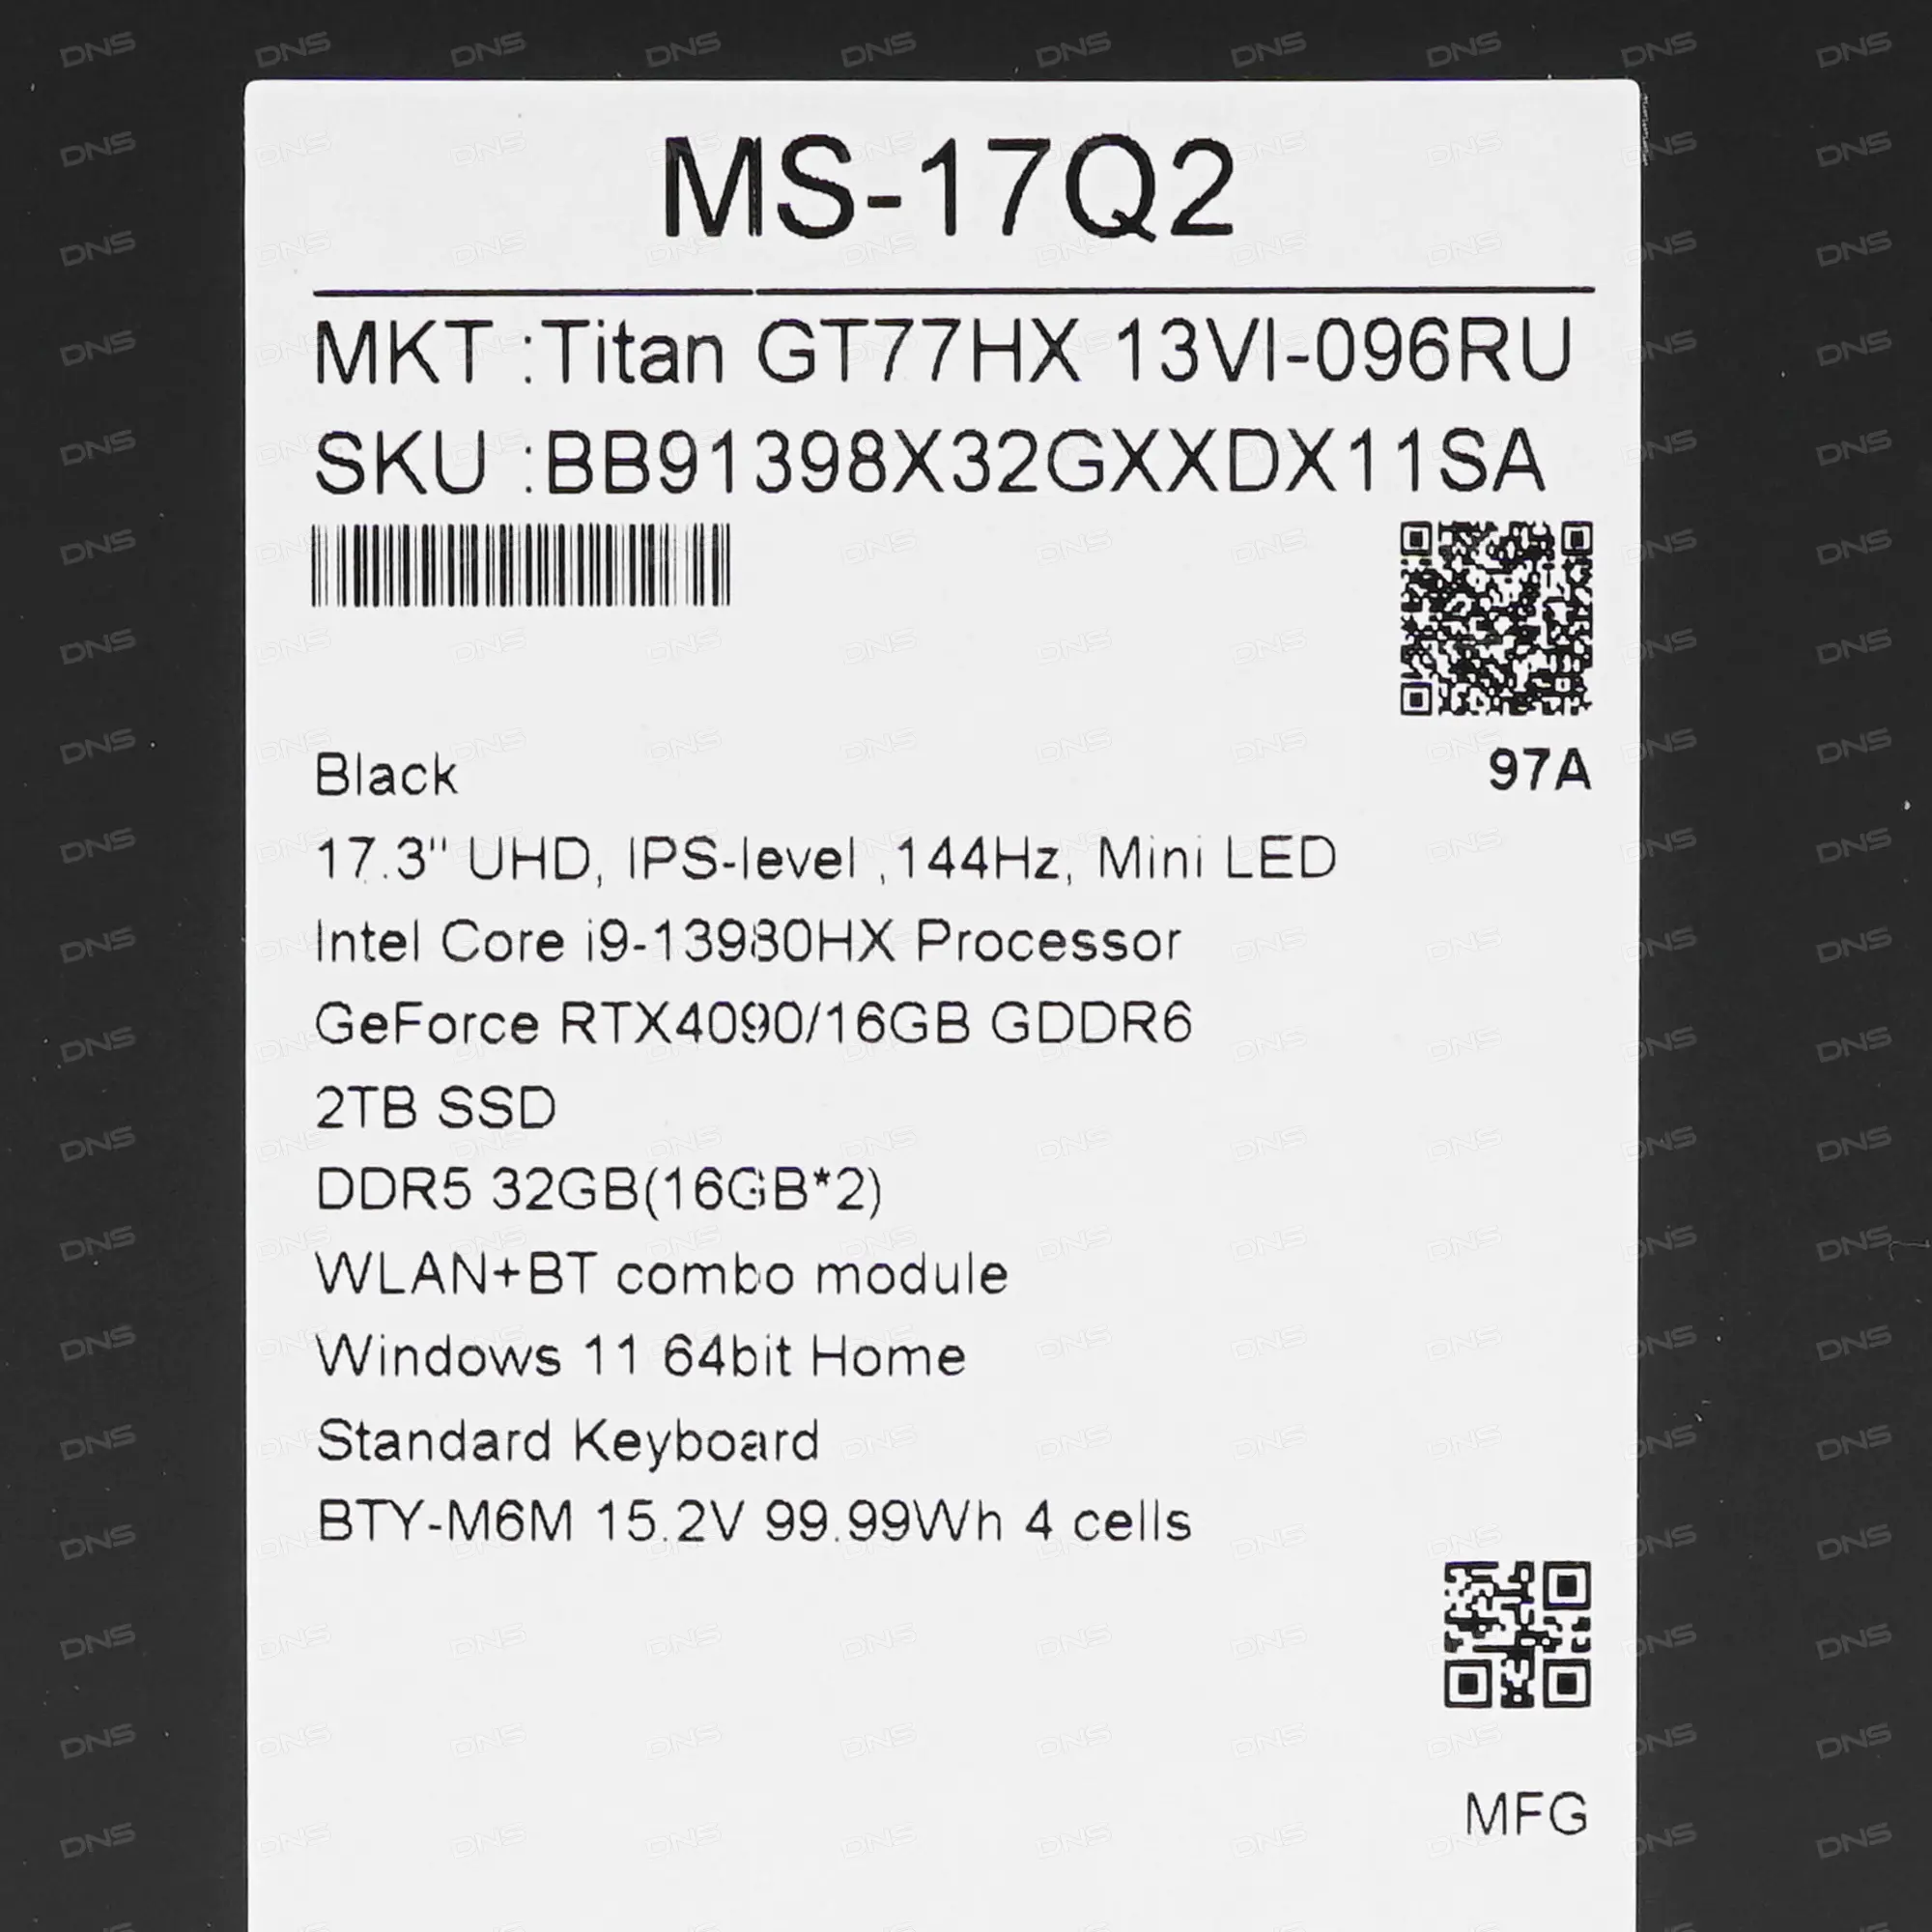 MS-17Q2
MKT :Titan GT77HX 13VI-096RU
SKU :BB91398X32GXXDX11SA
Black
97A
17.3" UHD, IPS-level ,144Hz, Mini LED
Intel Core i9-13980HX Processor
GeForce RTX4090/16GB GDDR6
2TB SSD
DDR5 32GB(16GB*2)
WLAN+BT combo module
Windows 11 64bit Home
Standard Keyboard
BTY-M6M 15.2V 99.99Wh 4 cells
MFG
DNS